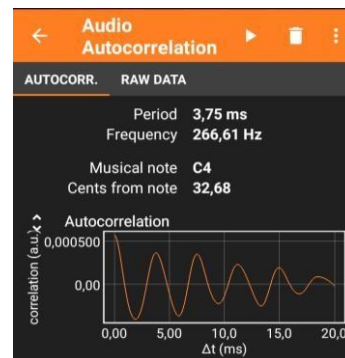 Audio
Autocorrelation
AUTOCORR. RAW DATA
Period 3,75 ms
Frequency 266,61 Hz
Musical note C4
Cents from note 32,68
Autocorrelation
correlation (a.u.)
0,000500
0,00
0,00 5,00 10,0 15,0 20,0
Δt (ms)